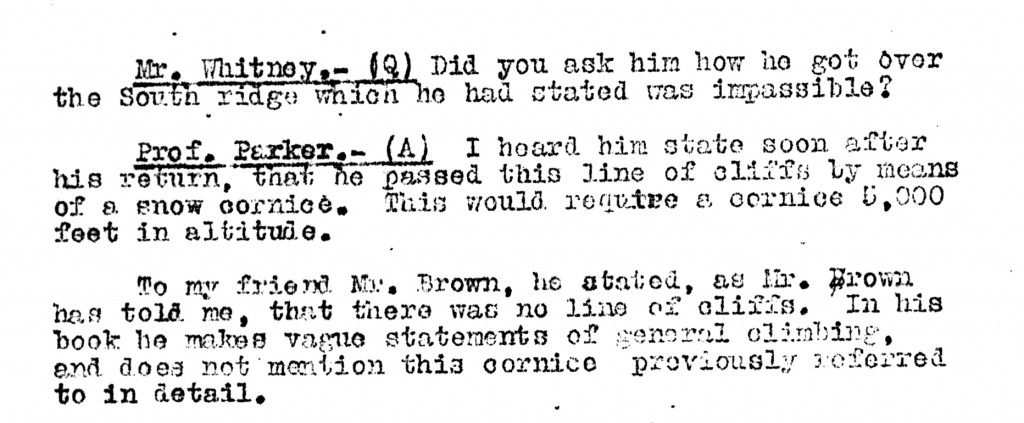 Mr. Whitney.- (Q) Did you ask him how he got over
the South ridge which he had stated was impassible?
Prof. Parker.- (A) I heard him state soon after
his return, that he passed this line of cliffs by means
of a snow cornice. This would require a cornice 5,000
feet in altitude.
To my friend Mr. Brown, he stated, as Mr. Brown
has told me, that there was no line of cliffs. In his
book he makes vague statements of general climbing,
and does not mention this cornice previously referred
to in detail.